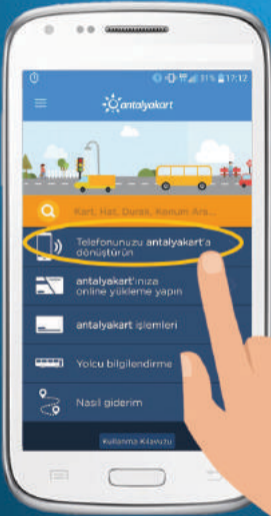 31% 17:12
antalyakart
Kart, Hat, Durak, Konum Ara...
Telefonunuzu antalyakart'a
dönüştürün
antalyakart'ınıza
online yükleme yapın
antalyakart işlemleri
Yolcu bilgilendirme
Nasıl giderim
Kullanma Kılavuzu